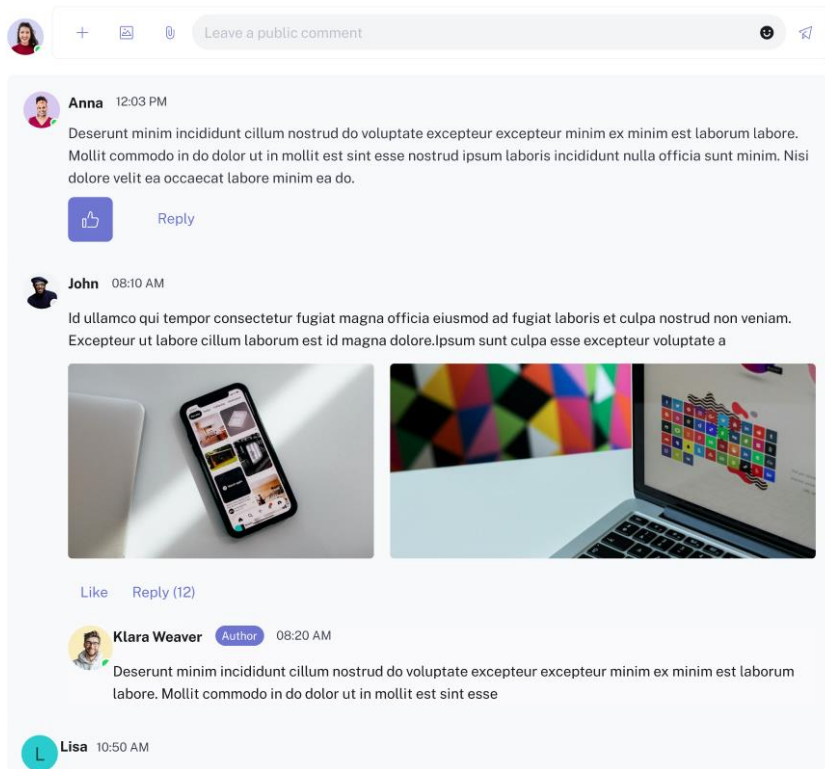 Leave a public comment
Anna 12:03 PM
Deserunt minim incididunt cillum nostrud do voluptate excepteur excepteur minim ex minim est laborum labore.
Mollit commodo in do dolor ut in mollit est sint esse nostrud ipsum laboris incididunt nulla officia sunt minim. Nisi
dolore velit ea occaecat labore minim ea do.
Reply
John 08:10 AM
Id ullamco qui tempor consectetur fugiat magna officia eiusmod ad fugiat laboris et culpa nostrud non veniam.
Excepteur ut labore cillum laborum est id magna dolore.Ipsum sunt culpa esse excepteur voluptate a
Like Reply (12)
Klara Weaver Author 08:20 AM
Deserunt minim incididunt cillum nostrud do voluptate excepteur excepteur minim ex minim est laborum
labore. Mollit commodo in do dolor ut in mollit est sint esse
L Lisa 10:50 AM